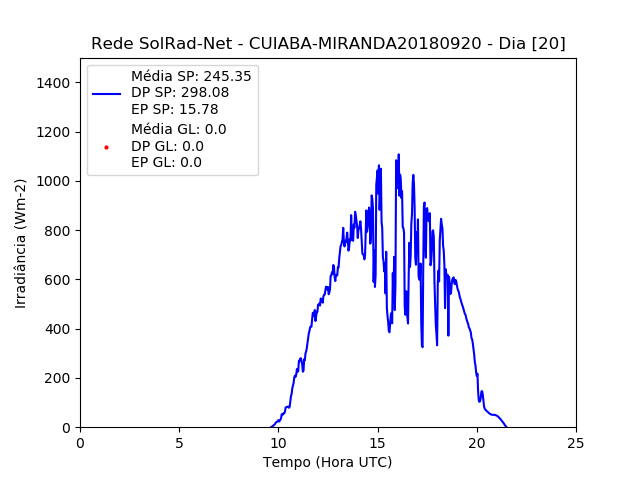 Rede SolRad-Net - CUIABA-MIRANDA20180920 - Dia [20]
Média SP: 245.35
DP SP: 298.08
EP SP: 15.78
Média GL: 0.0
DP GL: 0.0
EP GL: 0.0
1400
1200
1000
800
600
400
200
0
Irradiância (Wm-2)
0 5 10 15 20 25
Tempo (Hora UTC)